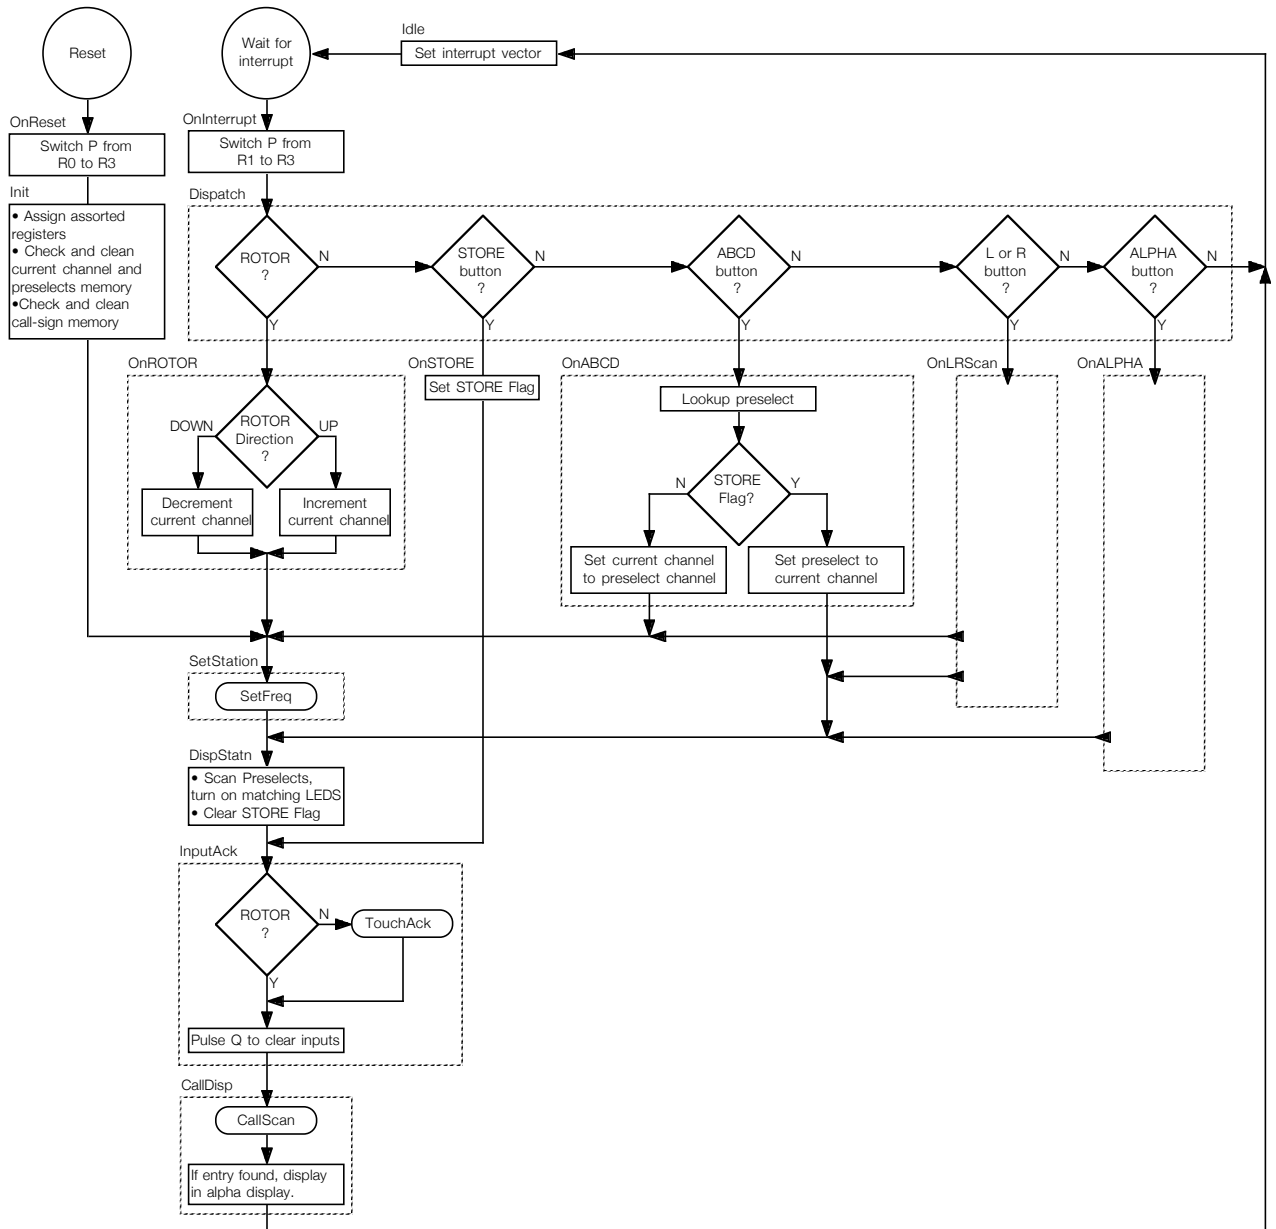 Reset
Wait for
interrupt
Idle
Set interrupt vector
OnReset
Switch P from
R0 to R3
OnInterrupt
Switch P from
R1 to R3
Init
• Assign assorted
registers
• Check and clean
current channel and
preselects memory
•Check and clean
call-sign memory
Dispatch
ROTOR
?
N
Y
STORE
button
?
N
Y
ABCD
button
?
N
Y
L or R
button
?
N
Y
ALPHA
button
?
N
Y
OnROTOR
ROTOR
Direction
?
DOWN
UP
Decrement
current channel
Increment
current channel
OnSTORE
Set STORE Flag
OnABCD
Lookup preselect
STORE
Flag?
N
Y
Set current channel
to preselect channel
Set preselect to
current channel
OnLRScan
OnALPHA
SetStation
SetFreq
DispStatn
• Scan Preselects,
turn on matching LEDS
• Clear STORE Flag
InputAck
ROTOR
?
N
TouchAck
Y
Pulse Q to clear inputs
CallDisp
CallScan
If entry found, display
in alpha display.